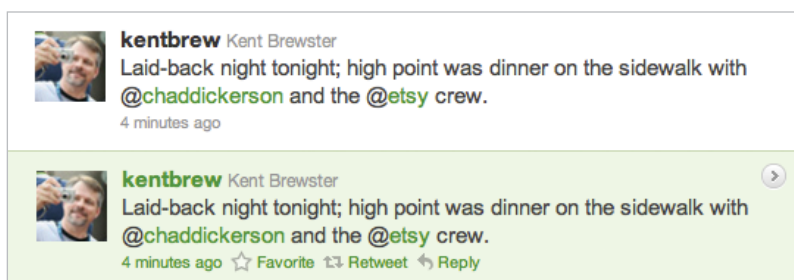 kentbrew Kent Brewster
Laid-back night tonight; high point was dinner on the sidewalk with
@chaddickerson and the @etsy crew.
4 minutes ago
kentbrew Kent Brewster
Laid-back night tonight; high point was dinner on the sidewalk with
@chaddickerson and the @etsy crew.
4 minutes ago Favorite Retweet Reply